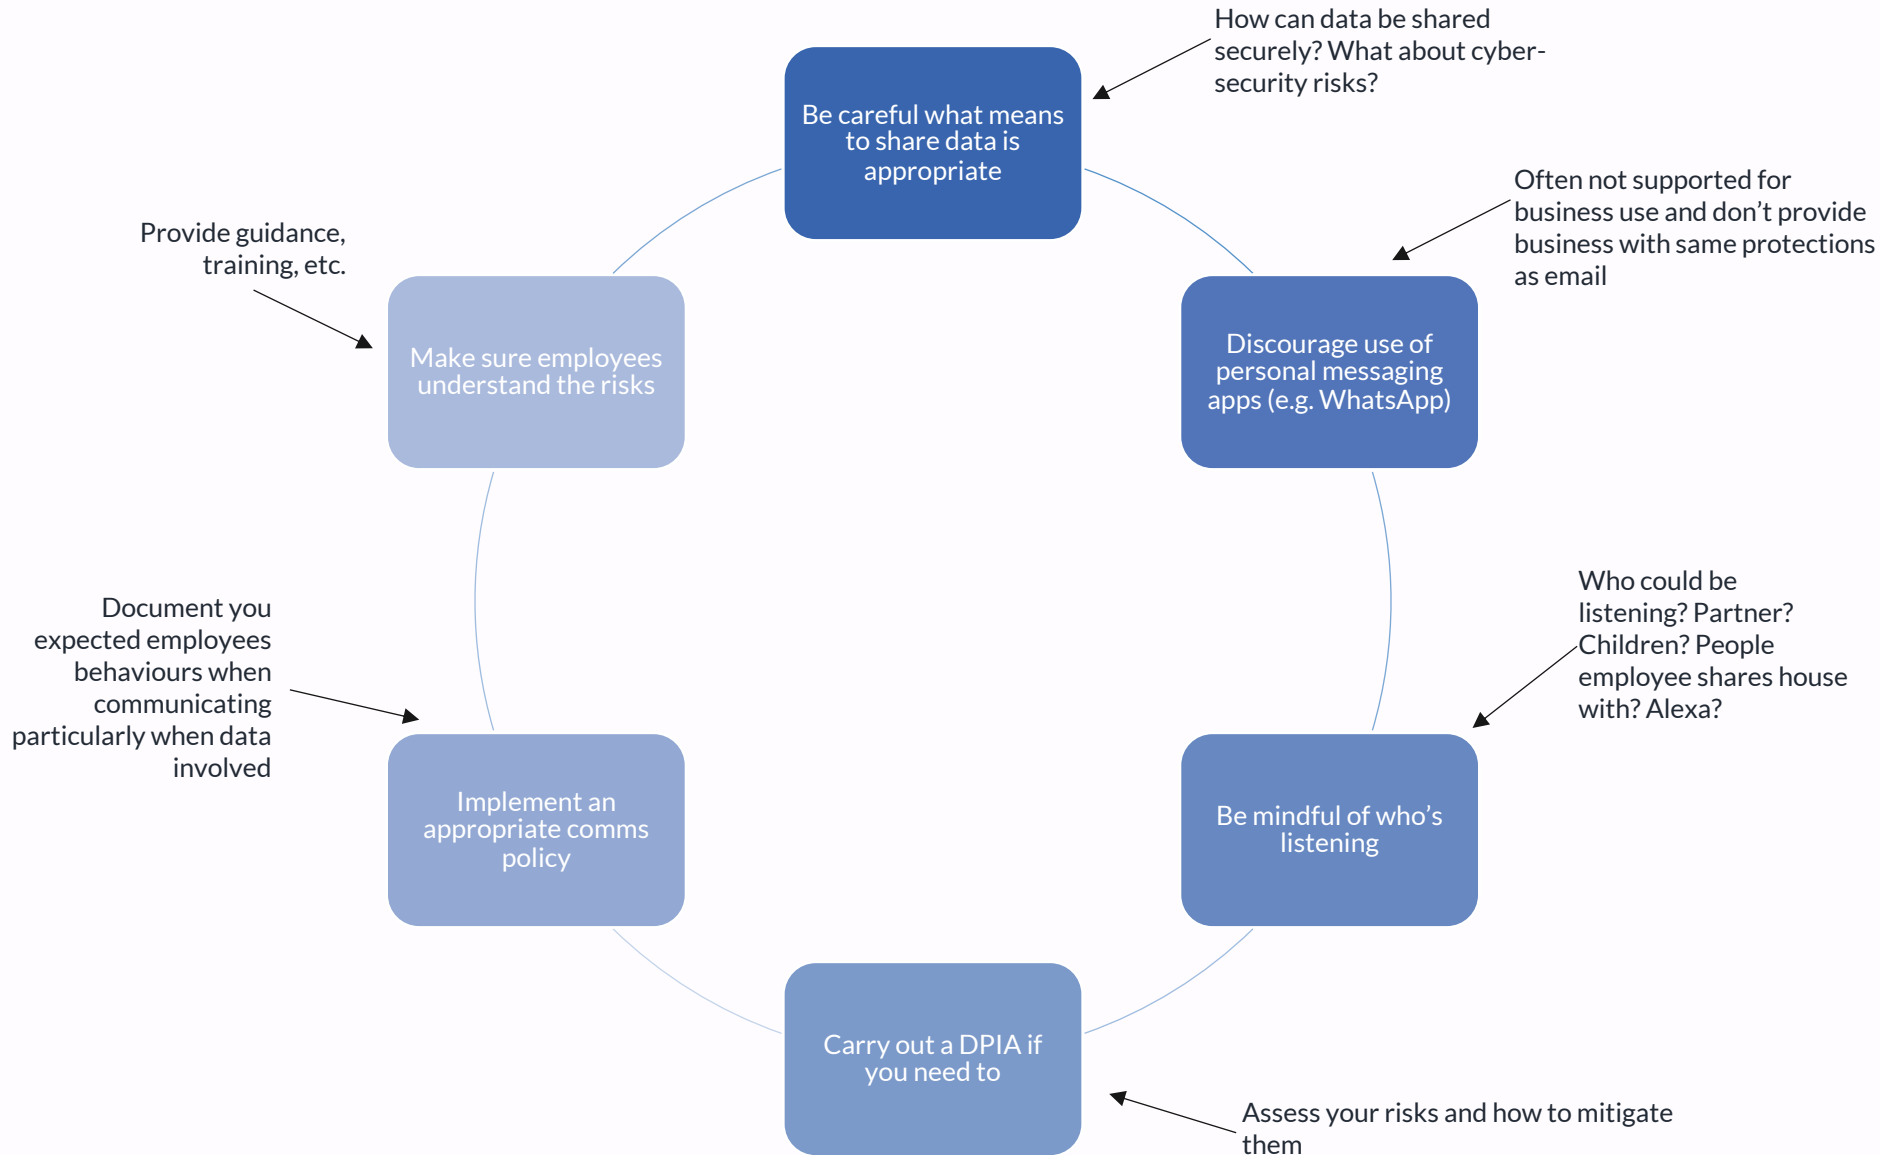 How can data be shared
securely? What about cyber-
security risks?
Be careful what means
to share data is
appropriate
Often not supported for
business use and don’t provide
business with same protections
as email
Discourage use of
personal messaging
apps (e.g. WhatsApp)
Who could be
listening? Partner?
Children? People
employee shares house
with? Alexa?
Be mindful of who’s
listening
Carry out a DPIA if
you need to
Assess your risks and how to mitigate
them
Document you
expected employees
behaviours when
communicating
particularly when data
involved
Implement an
appropriate comms
policy
Provide guidance,
training, etc.
Make sure employees
understand the risks